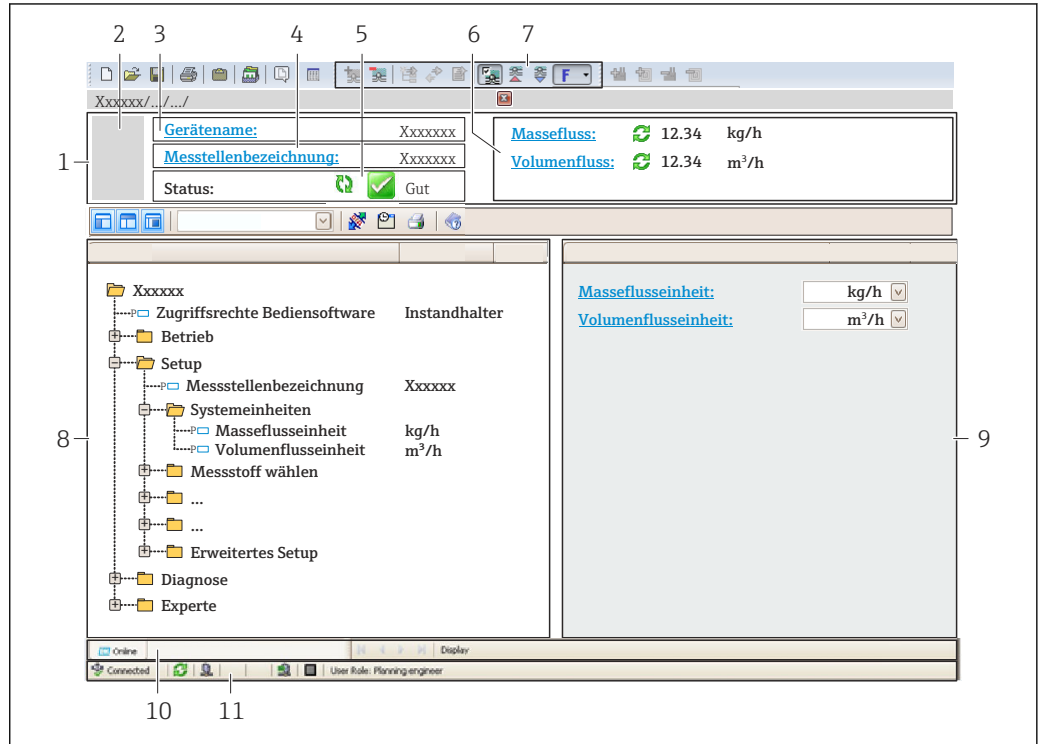 2 3 4 5 6 7
F
Xxxxxx/.../.../
Gerätename: Xxxxxxx
Messtellenbezeichnung: Xxxxxxx
Status: Gut
Massefluss: 12.34 kg/h
Volumenfluss: 12.34 m³/h
1
Xxxxxx
P Zugriffsrechte Bediensoftware Instandhalter
Betrieb
Setup
P Messstellenbezeichnung Xxxxxx
Systemeinheiten
P Masseflusseinheit kg/h
P Volumenflusseinheit m³/h
Messstoff wählen
...
...
Erweitertes Setup
Diagnose
Experte
8
Masseflusseinheit: kg/h
Volumenflusseinheit: m³/h
9
Online Display
Connected User Role: Planning engineer
10 11